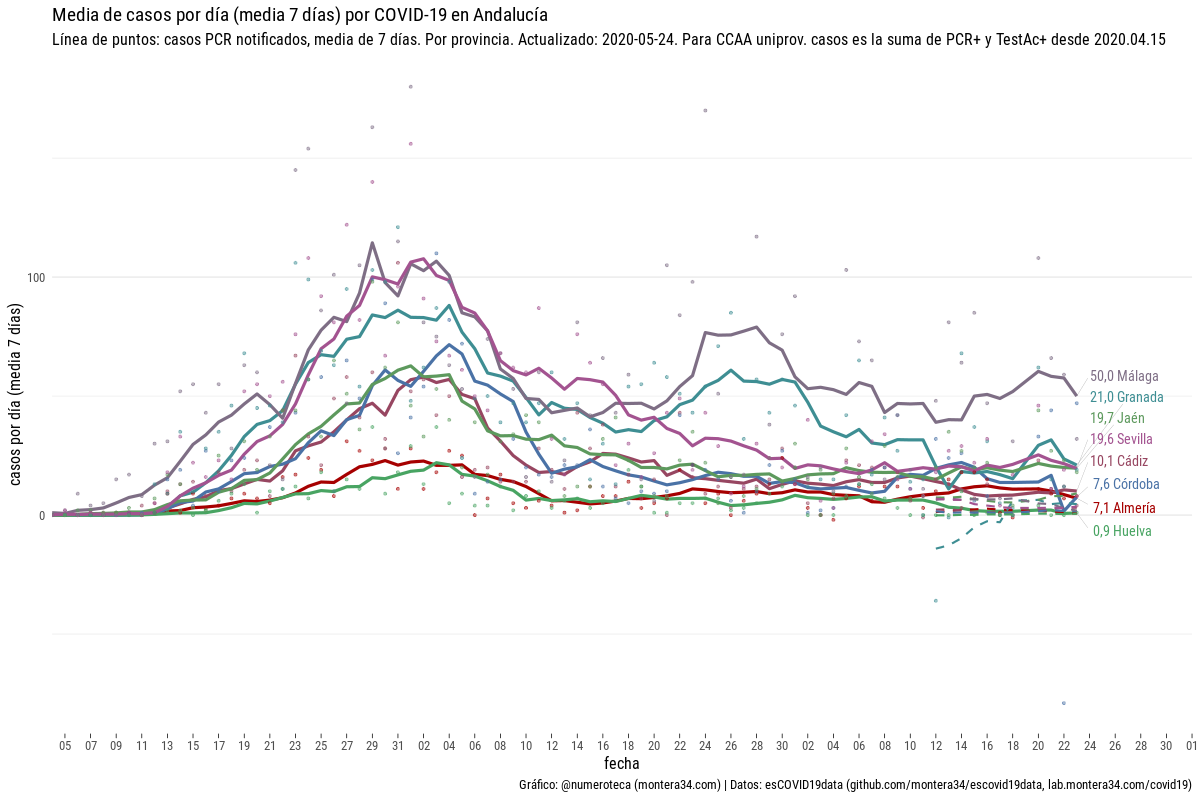 Media de casos por día (media 7 días) por COVID-19 en Andalucía
Línea de puntos: casos PCR notificados, media de 7 días. Por provincia. Actualizado: 2020-05-24. Para CCAA uniprov. casos es la suma de PCR+ y TestAc+ desde 2020.04.15
casos por día (media 7 días)
100
0
50,0 Málaga
21,0 Granada
19,7 Jaén
19,6 Sevilla
10,1 Cádiz
7,6 Córdoba
7,1 Almería
0,9 Huelva
05 07 09 11 13 15 17 19 21 23 25 27 29 31 02 04 06 08 10 12 14 16 18 20 22 24 26 28 30 02 04 06 08 10 12 14 16 18 20 22 24 26 28 30 01
fecha
Gráfico: @numeroteca (montera34.com) | Datos: esCOVID19data (github.com/montera34/escovid19data, lab.montera34.com/covid19)